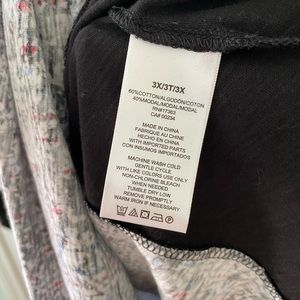 3X/3T/3X
60%COTTON/ALGODÓN/COTON
40%MODAL/MODAL/MODAL
RN#17383
CA# 00234
MADE IN CHINA
FABRIQUE AU CHINE
HECHO EN CHINA
WITH IMPORTED PARTS
CON INSUMOS IMPORTADOS
MACHINE WASH COLD
GENTLE CYCLE
WITH LIKE COLORS USE ONLY
NON-CHLORINE BLEACH
WHEN NEEDED
TUMBLE DRY LOW
REMOVE PROMPTLY
WARM IRON IF NEEDED